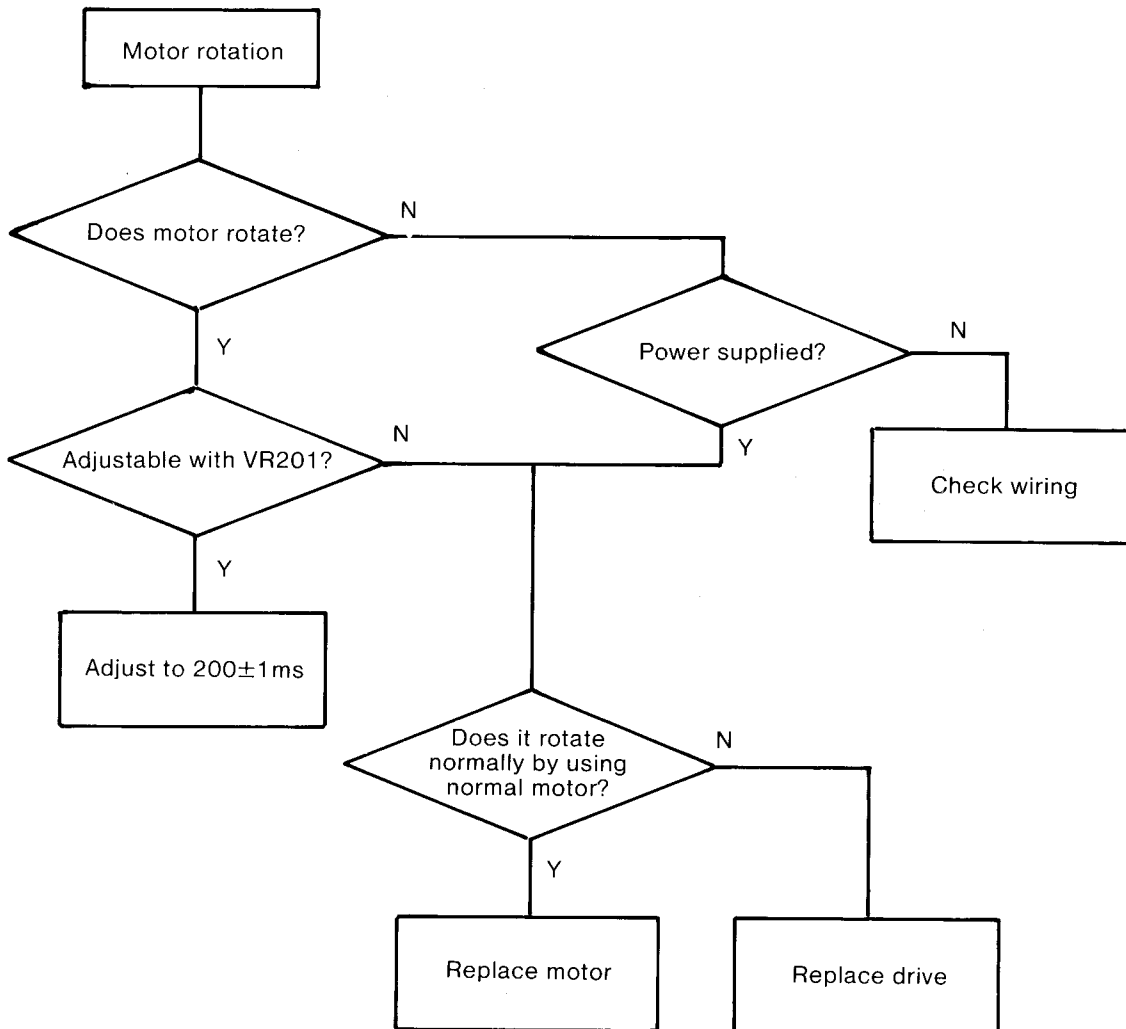 Motor rotation
Does motor rotate?
N
Y
Power supplied?
N
Y
Check wiring
Adjustable with VR201?
N
Y
Adjust to 200±1ms
Does it rotate
normally by using
normal motor?
N
Y
Replace motor
Replace drive